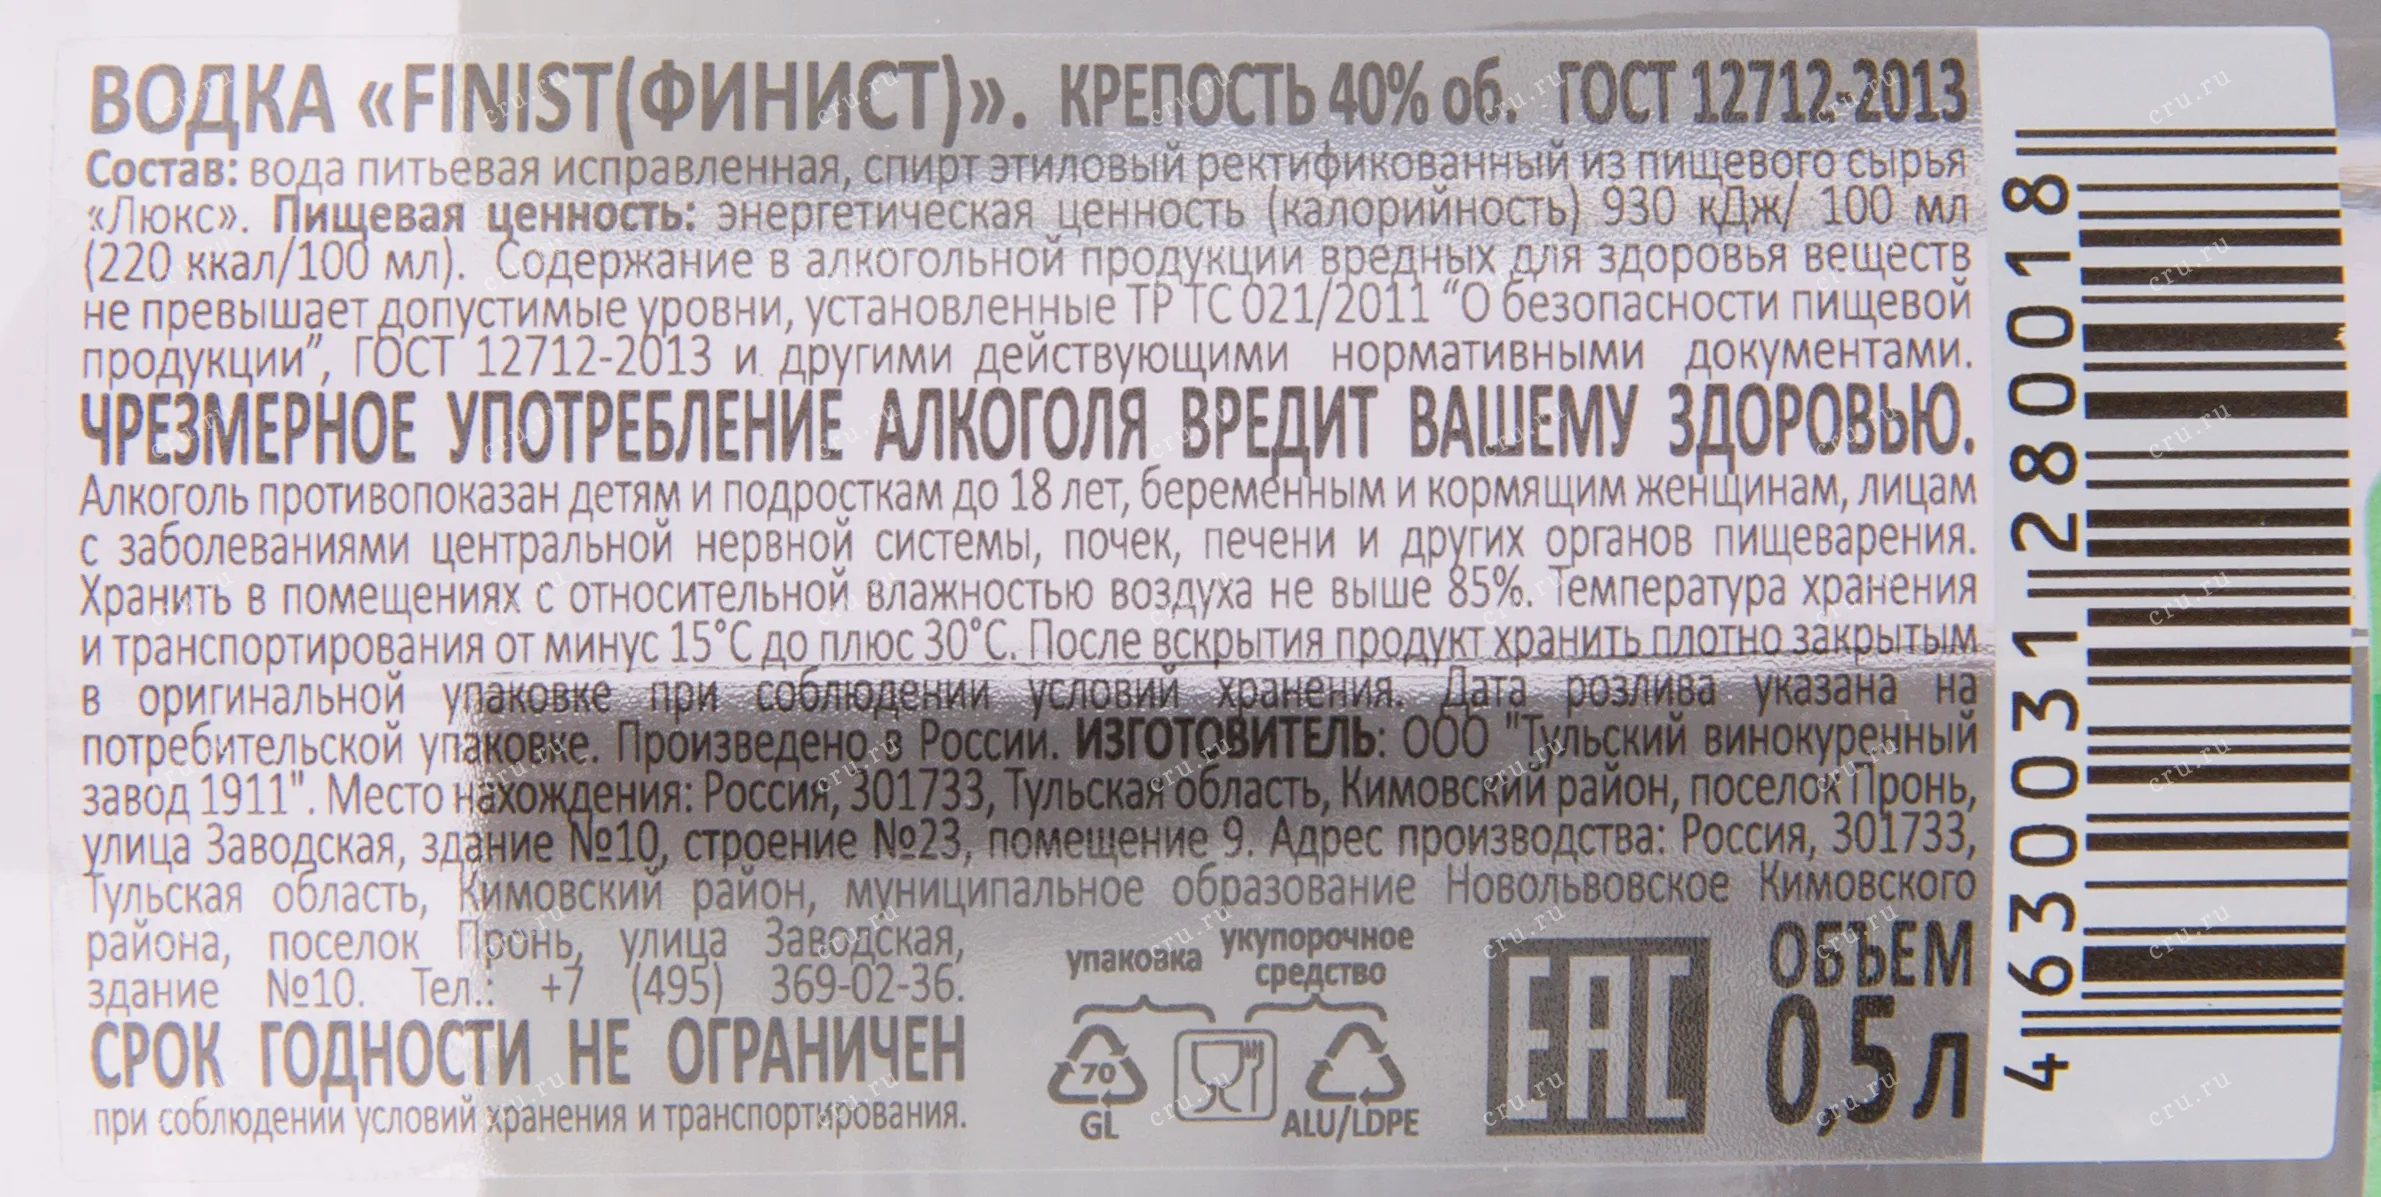 ВОДКА «FINIST(ФИНИСТ)». КРЕПОСТЬ 40% об. ГОСТ 12712-2013
Состав: вода питьевая исправленная, спирт этиловый ректификованный из пищевого сырья
«Люкс». Пищевая ценность: энергетическая ценность (калорийность) 930 кДж/ 100 мл
(220 ккал/100 мл). Содержание в алкогольной продукции вредных для здоровья веществ
не превышает допустимые уровни, установленные ТР ТС 021/2011 “О безопасности пищевой
продукции”, ГОСТ 12712-2013 и другими действующими нормативными документами.
ЧРЕЗМЕРНОЕ УПОТРЕБЛЕНИЕ АЛКОГОЛЯ ВРЕДИТ ВАШЕМУ ЗДОРОВЬЮ.
Алкоголь противопоказан детям и подросткам до 18 лет, беременным и кормящим женщинам, лицам
с заболеваниями центральной нервной системы, почек, печени и других органов пищеварения.
Хранить в помещениях с относительной влажностью воздуха не выше 85%. Температура хранения
и транспортирования от минус 15°С до плюс 30°С. После вскрытия продукт хранить плотно закрытым
в оригинальной упаковке при соблюдении условий хранения. Дата розлива указана на
потребительской упаковке. Произведено в России. ИЗГОТОВИТЕЛЬ: ООО "Тульский винокуренный
завод 1911". Место нахождения: Россия, 301733, Тульская область, Кимовский район, поселок Пронь,
улица Заводская, здание №10, строение №23, помещение 9. Адрес производства: Россия, 301733,
Тульская область, Кимовский район, муниципальное образование Новольвовское Кимовского
района, поселок Пронь, улица Заводская,
здание №10. Тел.: +7 (495) 369-02-36.
СРОК ГОДНОСТИ НЕ ОГРАНИЧЕН
при соблюдении условий хранения и транспортирования.
упаковка
укупорочное
средство
70
GL
ALU/LDPE
EAC
ОБЪЕМ
0,5 л
4 630031 280018
cru.ru